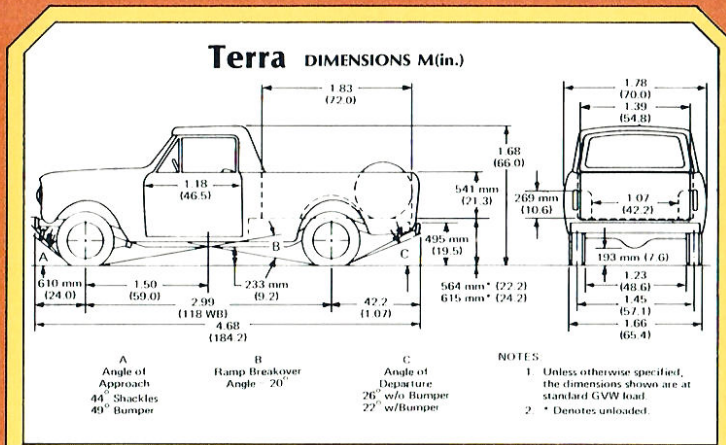 Terra DIMENSIONS M(in.)
1.83
(72.0)
1.78
(70.0)
1.39
(54.8)
1.68
(66.0)
1.18
(46.5)
541 mm
(21.3)
269 mm
(10.6)
1.07
(42.2)
495 mm
(19.5)
A
B
C
193 mm (7.6)
610 mm
(24.0)
1.50
(59.0)
233 mm
(9.2)
564 mm* (22.2)
615 mm* (24.2)
1.23
(48.6)
2.99
(118 WB)
42.2
(1.07)
1.45
(57.1)
4.68
(184.2)
1.66
(65.4)
A
Angle of
Approach
44° Shackles
49° Bumper
B
Ramp Breakover
Angle - 20°
C
Angle of
Departure
26° w/o Bumper
22° w/Bumper
NOTES
1. Unless otherwise specified,
the dimensions shown are at
standard GVW load.
2. * Denotes unloaded.